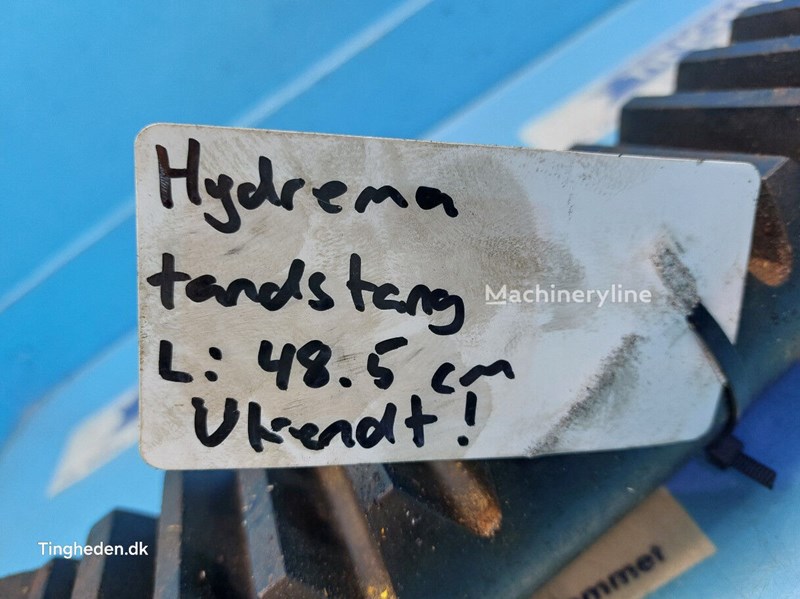 Hydrema
tandstang
Machineryline
L: 48.5 cm
Ukendt!
Tingheden.dk